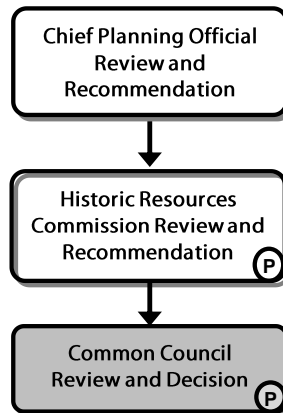 Chief Planning Official
Review and
Recommendation
Historic Resources
Commission Review and
Recommendation
P
Common Council
Review and Decision
P